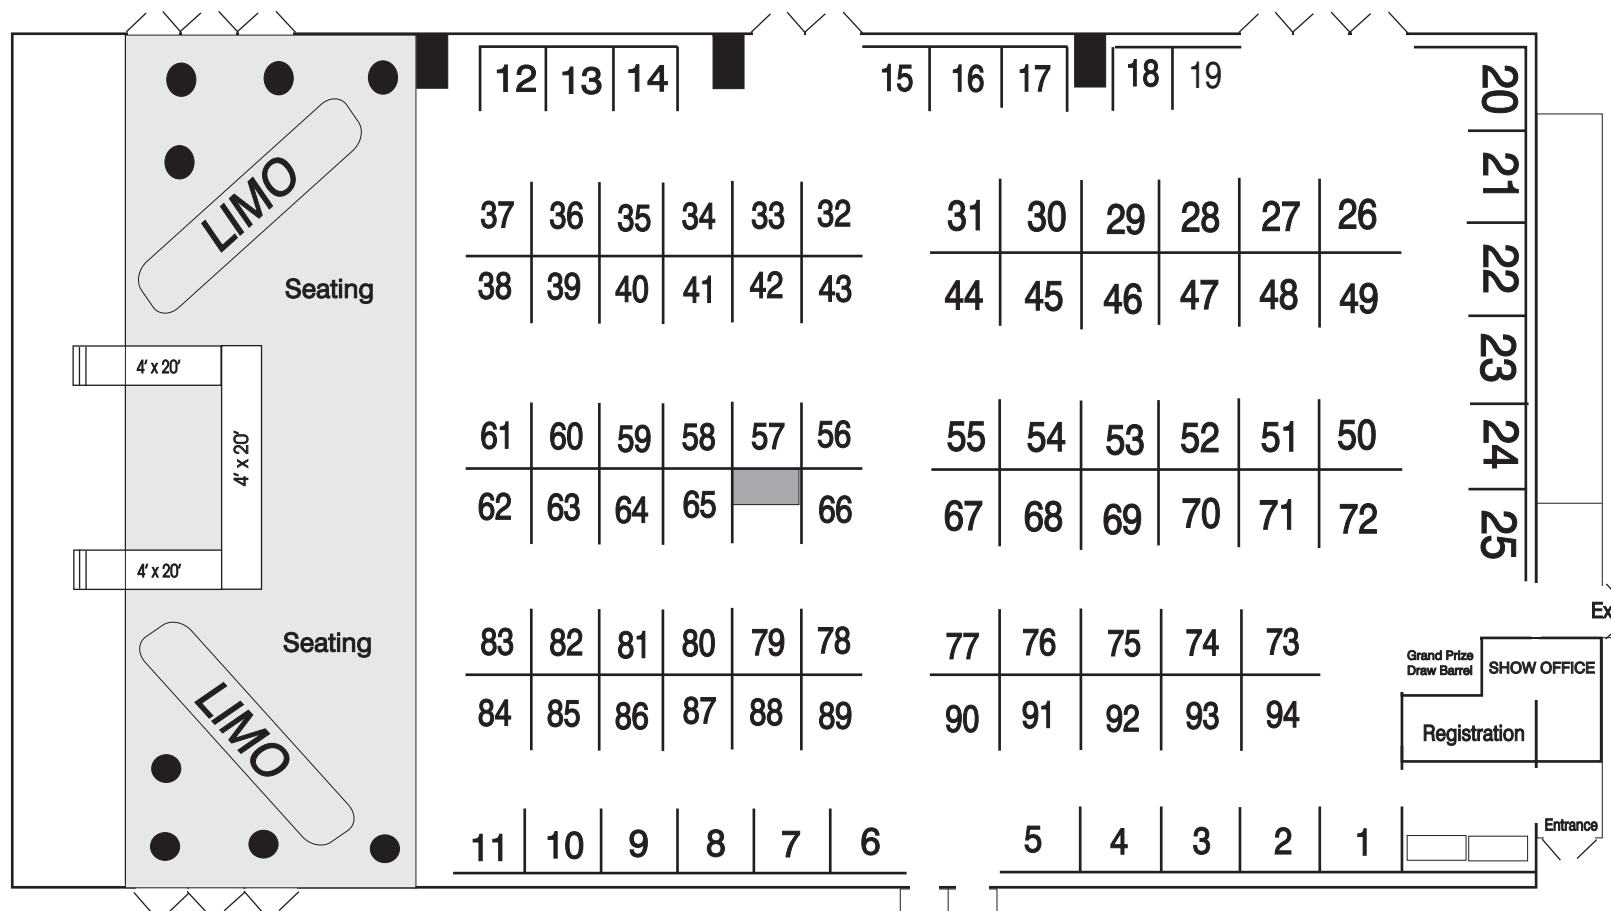 12 13 14 15 16 17 18 19
20
21
22
23
24
25
LIMO
37 36 35 34 33 32 31 30 29 28 27 26
Seating
38 39 40 41 42 43 44 45 46 47 48 49
4' x 20'
4' x 20'
4' x 20'
61 60 59 58 57 56 55 54 53 52 51 50
62 63 64 65 66 67 68 69 70 71 72
Ex
Seating
83 82 81 80 79 78 77 76 75 74 73
Grand Prize
Draw Barrel
SHOW OFFICE
LIMO
84 85 86 87 88 89 90 91 92 93 94
Registration
11 10 9 8 7 6 5 4 3 2 1
Entrance